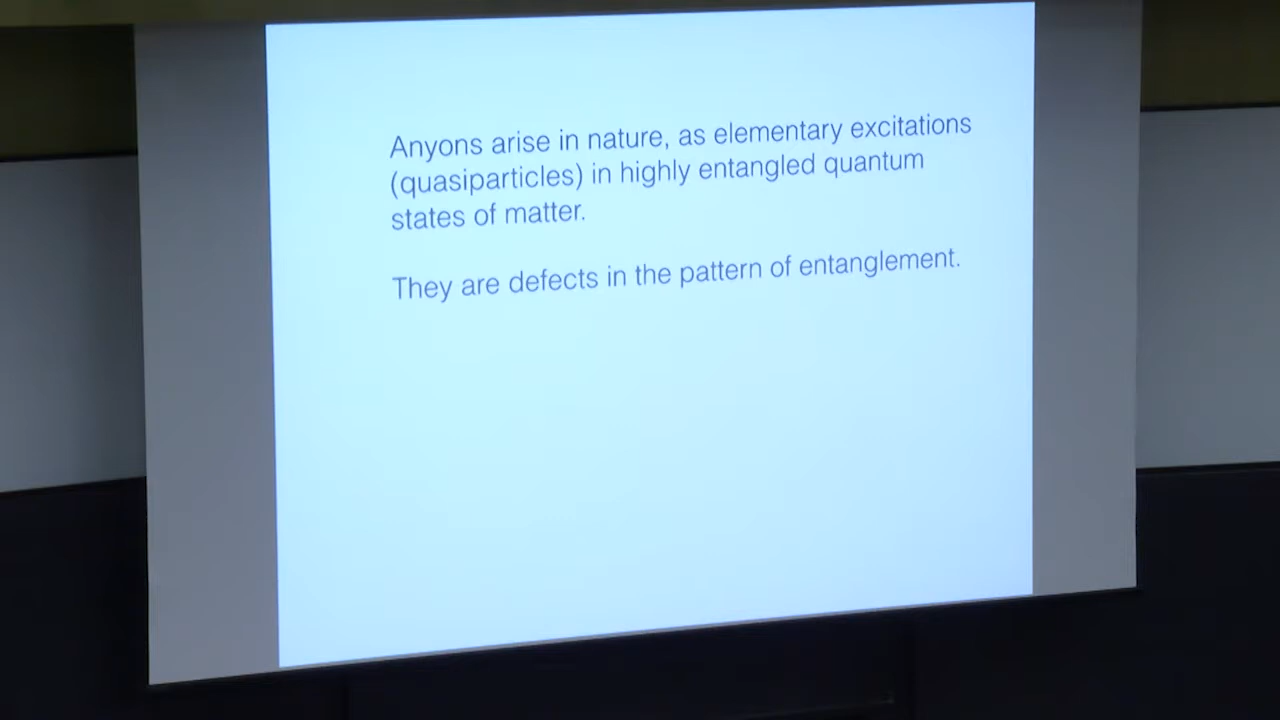 Anyons arise in nature, as elementary excitations
(quasiparticles) in highly entangled quantum
states of matter.
They are defects in the pattern of entanglement.